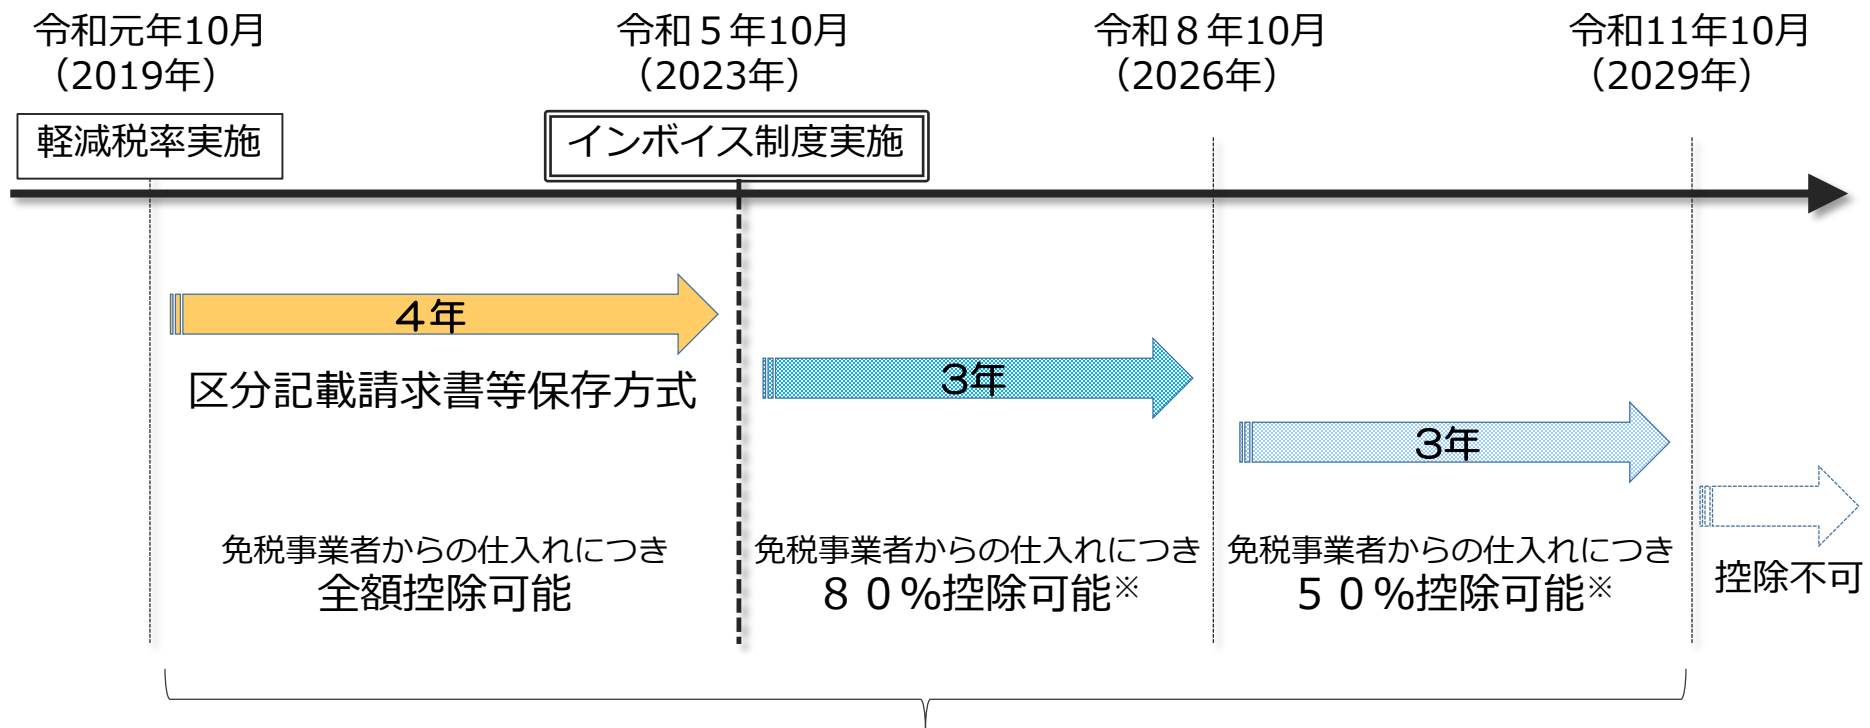 令和元年10月
（2019年）
令和５年10月
（2023年）
令和８年10月
（2026年）
令和11年10月
（2029年）
軽減税率実施
インボイス制度実施
４年
区分記載請求書等保存方式
３年
３年
免税事業者からの仕入れにつき
全額控除可能
免税事業者からの仕入れにつき
８０%控除可能※
免税事業者からの仕入れにつき
５０%控除可能※
控除不可